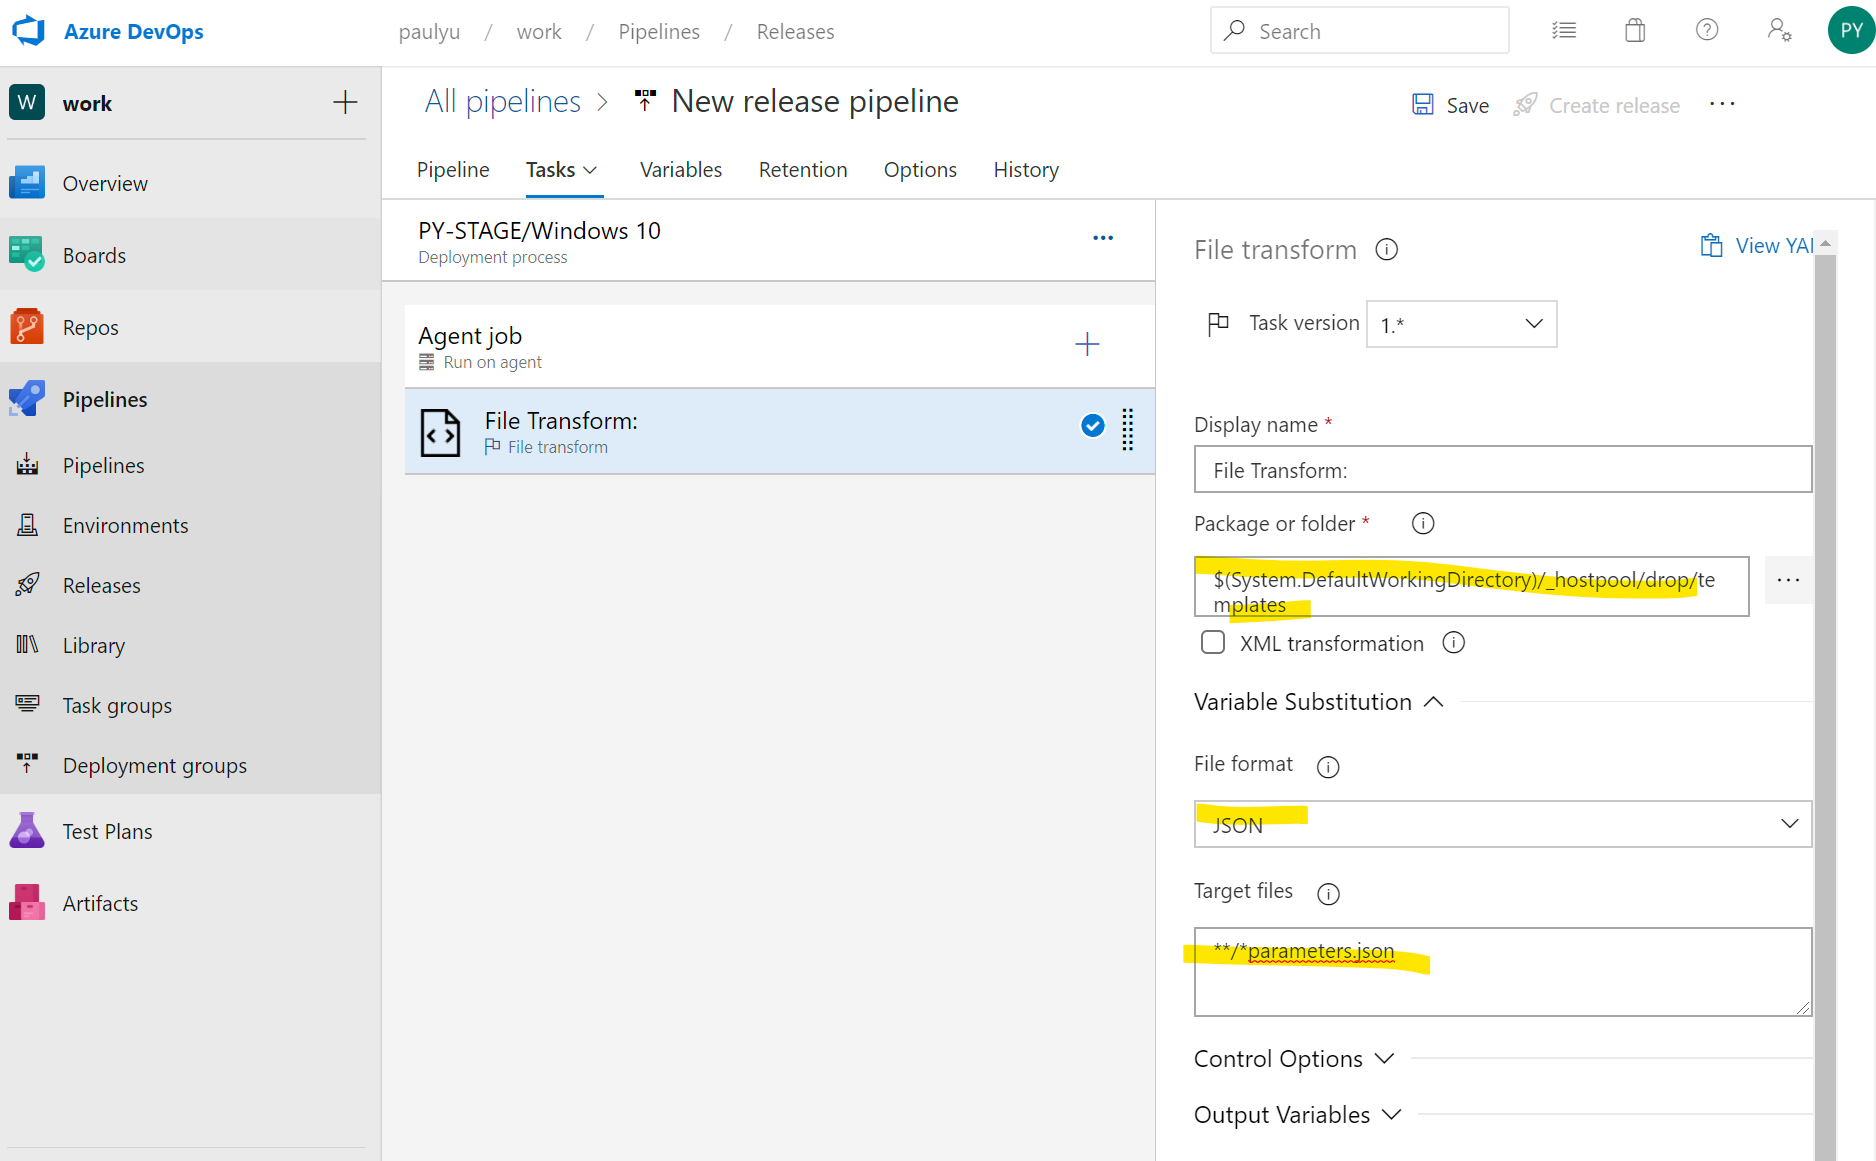 Azure DevOps
paulyu / work / Pipelines / Releases
Search
PY
W work
Overview
Boards
Repos
Pipelines
Pipelines
Environments
Releases
Library
Task groups
Deployment groups
Test Plans
Artifacts
All pipelines > New release pipeline
Save
Create release
...
Pipeline
Tasks
Variables
Retention
Options
History
PY-STAGE/Windows 10
Deployment process
...
Agent job
Run on agent
File Transform:
File transform
File transform
View YAI
Task version
1.*
Display name *
File Transform:
Package or folder *
$(System.DefaultWorkingDirectory)/_hostpool/drop/te
mplates
...
XML transformation
Variable Substitution
File format
JSON
Target files
**/*parameters.json
Control Options
Output Variables